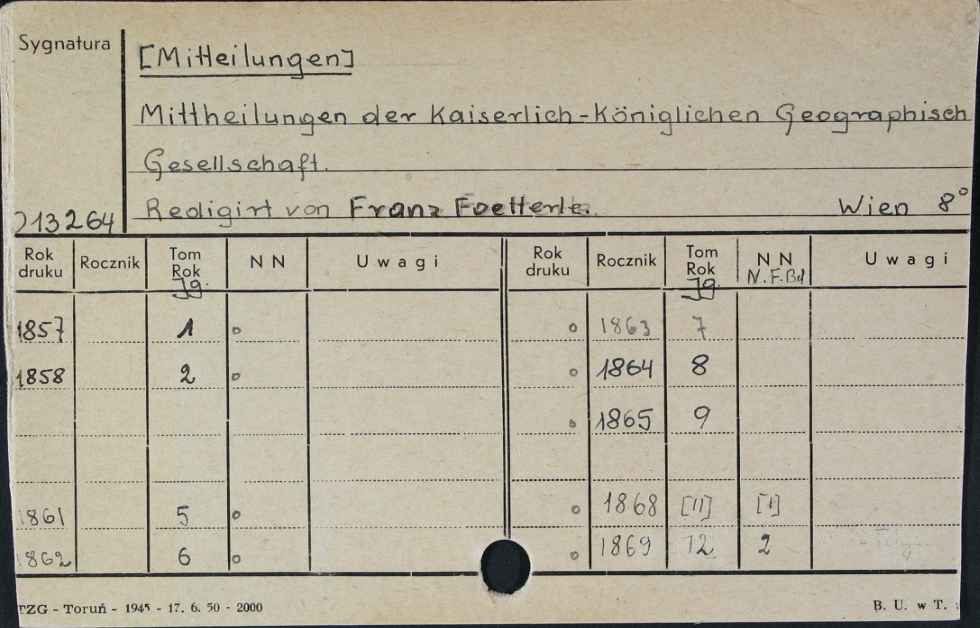 Sygnatura
[Mitteilungen]
Mittheilungen der Kaiserlich-Königlichen Geographisch
Gesellschaft.
Redigirt von Franz Foetterle. Wien 8°
213264
Rok druku Rocznik Tom Rok Jg. N N Uwagi Rok druku Rocznik Tom Rok Jg. N N N.F.Bd Uwagi
1857 1 o o 1863 7
1858 2 o o 1864 8
o 1865 9
1861 5 o o 1868 [11] [1]
1862 6 o o 1869 12 2
TZG - Toruń - 1945 - 17. 6. 50 - 2000 B. U. w T.